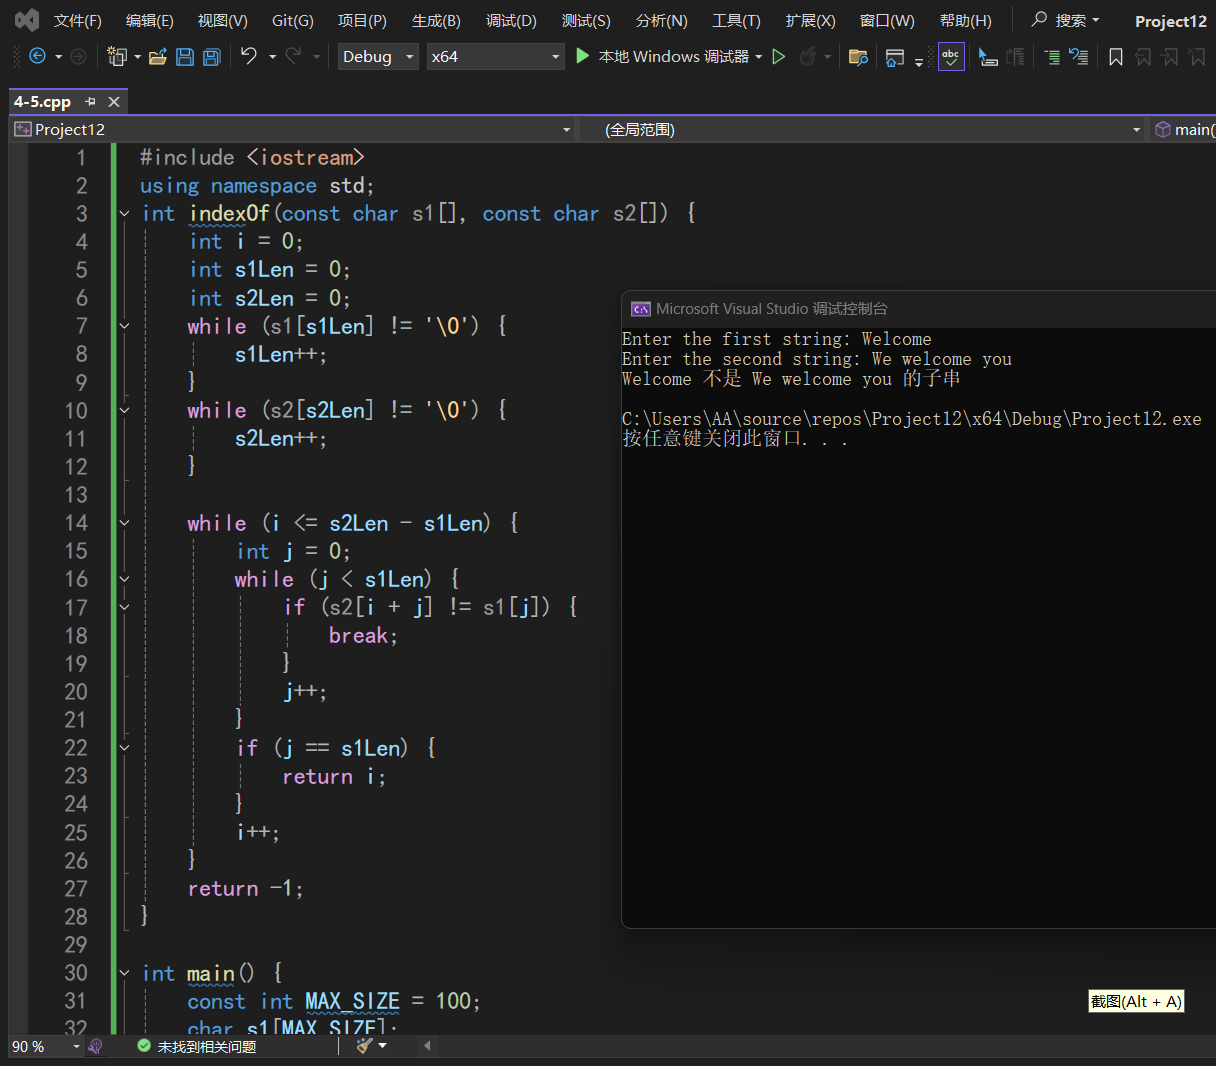 文件(F) 编辑(E) 视图(V) Git(G) 项目(P) 生成(B) 调试(D) 测试(S) 分析(N) 工具(T) 扩展(X) 窗口(W) 帮助(H) 搜索 Project12
Debug x64 本地 Windows 调试器 abc
4-5.cpp
Project12 (全局范围) main(
1 #include <iostream>
2 using namespace std;
3 int indexOf(const char s1[], const char s2[]) {
4 int i = 0;
5 int s1Len = 0;
6 int s2Len = 0;
7 while (s1[s1Len] != '\0') {
8 s1Len++;
9 }
10 while (s2[s2Len] != '\0') {
11 s2Len++;
12 }
13
14 while (i <= s2Len - s1Len) {
15 int j = 0;
16 while (j < s1Len) {
17 if (s2[i + j] != s1[j]) {
18 break;
19 }
20 j++;
21 }
22 if (j == s1Len) {
23 return i;
24 }
25 i++;
26 }
27 return -1;
28 }
29
30 int main() {
31 const int MAX_SIZE = 100;
32 char s1[MAX_SIZE];
Microsoft Visual Studio 调试控制台
Enter the first string: Welcome
Enter the second string: We welcome you
Welcome 不是 We welcome you 的子串
C:\Users\AA\source\repos\Project12\x64\Debug\Project12.exe
按任意键关闭此窗口. . .
截图(Alt + A)
90 % 未找到相关问题